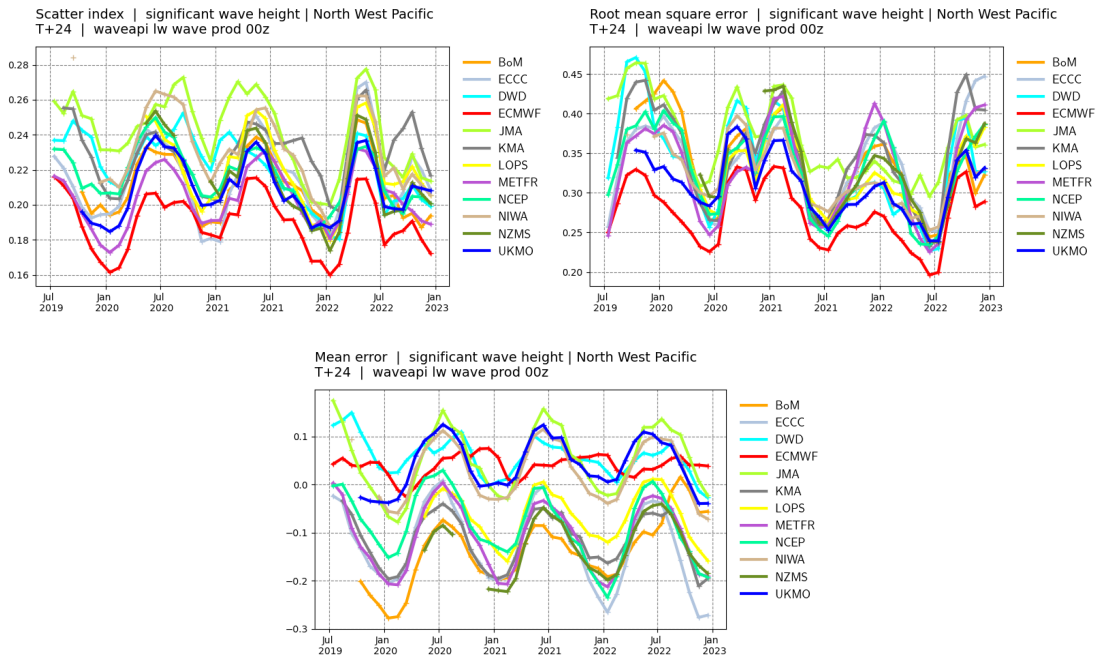 Scatter index | significant wave height | North West Pacific
T+24 | waveapi lw wave prod 00z
0.28
0.26
0.24
0.22
0.20
0.18
0.16
Jul 2019
Jan 2020
Jul 2020
Jan 2021
Jul 2021
Jan 2022
Jul 2022
Jan 2023
BoM
ECCC
DWD
ECMWF
JMA
KMA
LOPS
METFR
NCEP
NIWA
NZMS
UKMO
Root mean square error | significant wave height | North West Pacific
T+24 | waveapi lw wave prod 00z
0.45
0.40
0.35
0.30
0.25
0.20
Jul 2019
Jan 2020
Jul 2020
Jan 2021
Jul 2021
Jan 2022
Jul 2022
Jan 2023
BoM
ECCC
DWD
ECMWF
JMA
KMA
LOPS
METFR
NCEP
NIWA
NZMS
UKMO
Mean error | significant wave height | North West Pacific
T+24 | waveapi lw wave prod 00z
0.1
0.0
−0.1
−0.2
−0.3
Jul 2019
Jan 2020
Jul 2020
Jan 2021
Jul 2021
Jan 2022
Jul 2022
Jan 2023
BoM
ECCC
DWD
ECMWF
JMA
KMA
LOPS
METFR
NCEP
NIWA
NZMS
UKMO